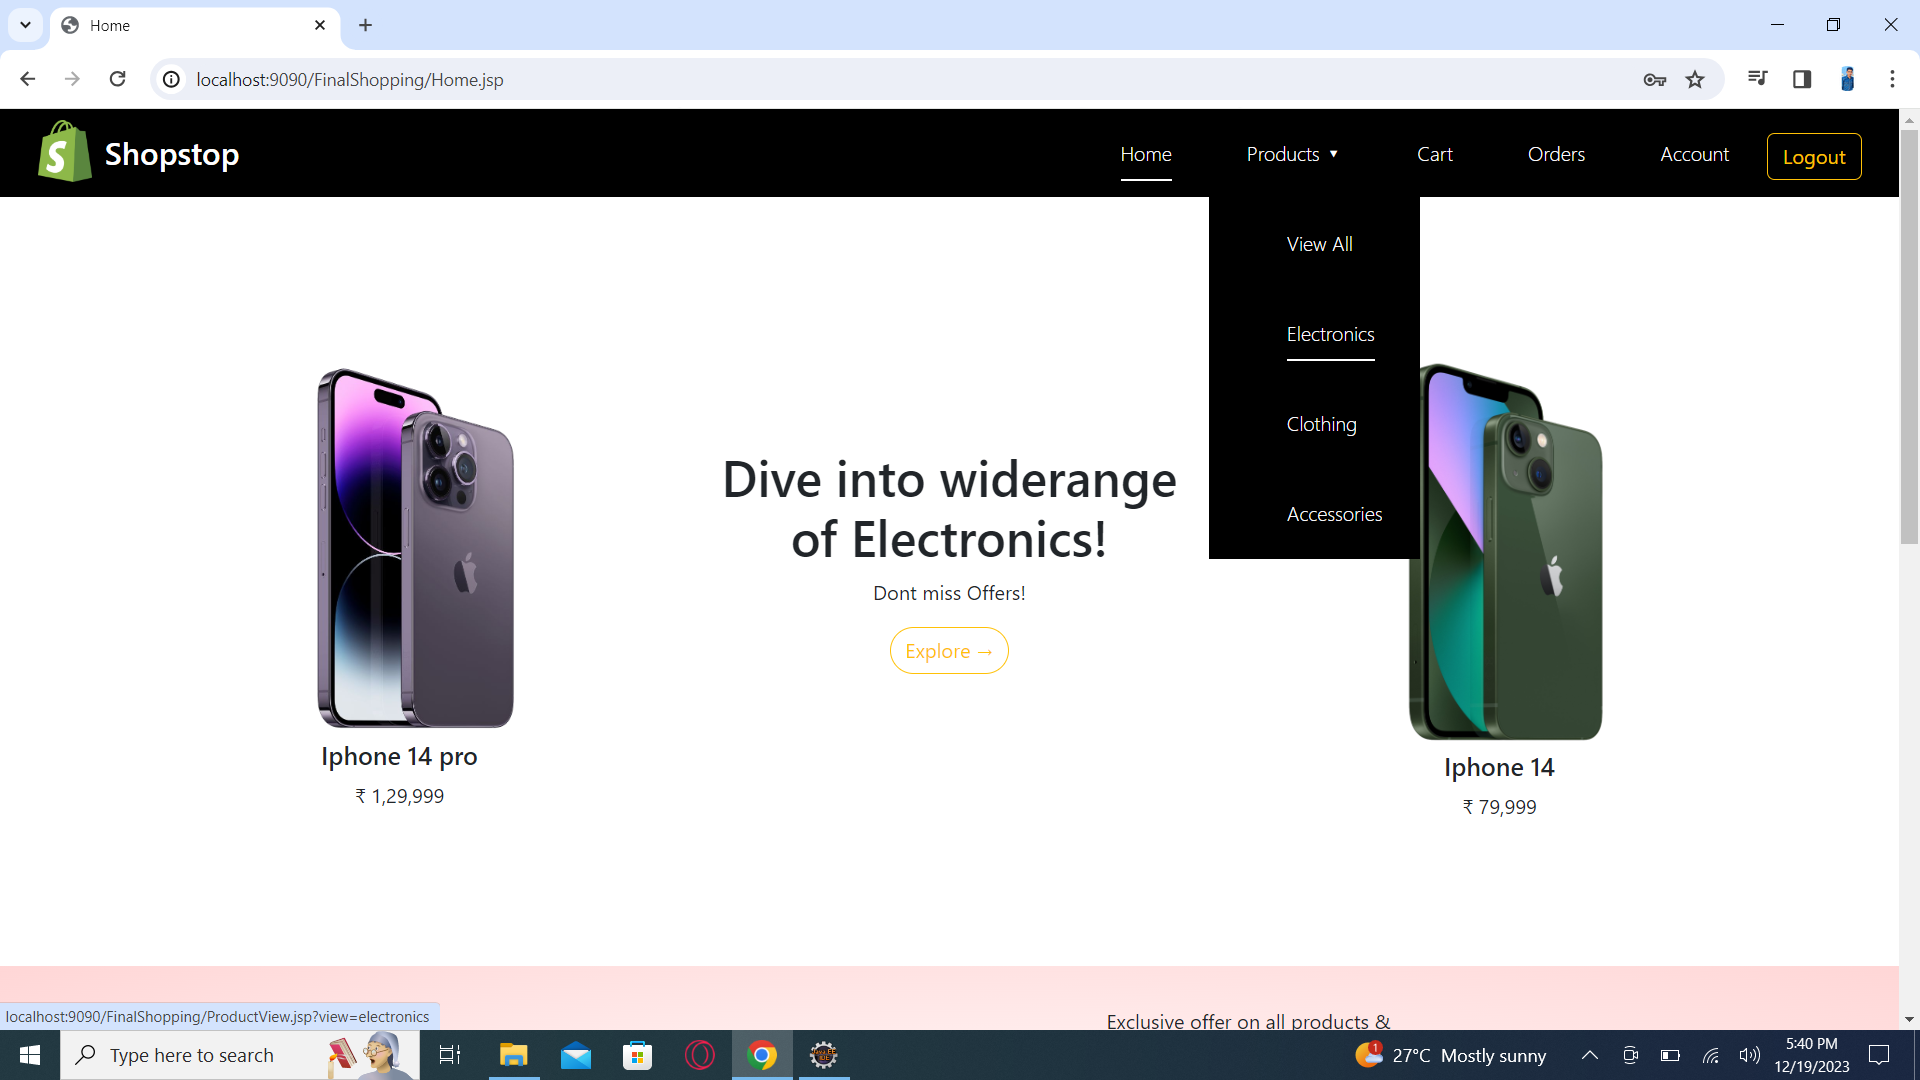 Home
localhost:9090/FinalShopping/Home.jsp
S Shopstop
Home Products ▼ Cart Orders Account Logout
View All
Electronics
Clothing
Accessories
Dive into widerange
of Electronics!
Dont miss Offers!
Explore →
Iphone 14 pro
₹ 1,29,999
Iphone 14
₹ 79,999
Exclusive offer on all products &
localhost:9090/FinalShopping/ProductView.jsp?view=electronics
Type here to search
1 27°C Mostly sunny
5:40 PM
12/19/2023